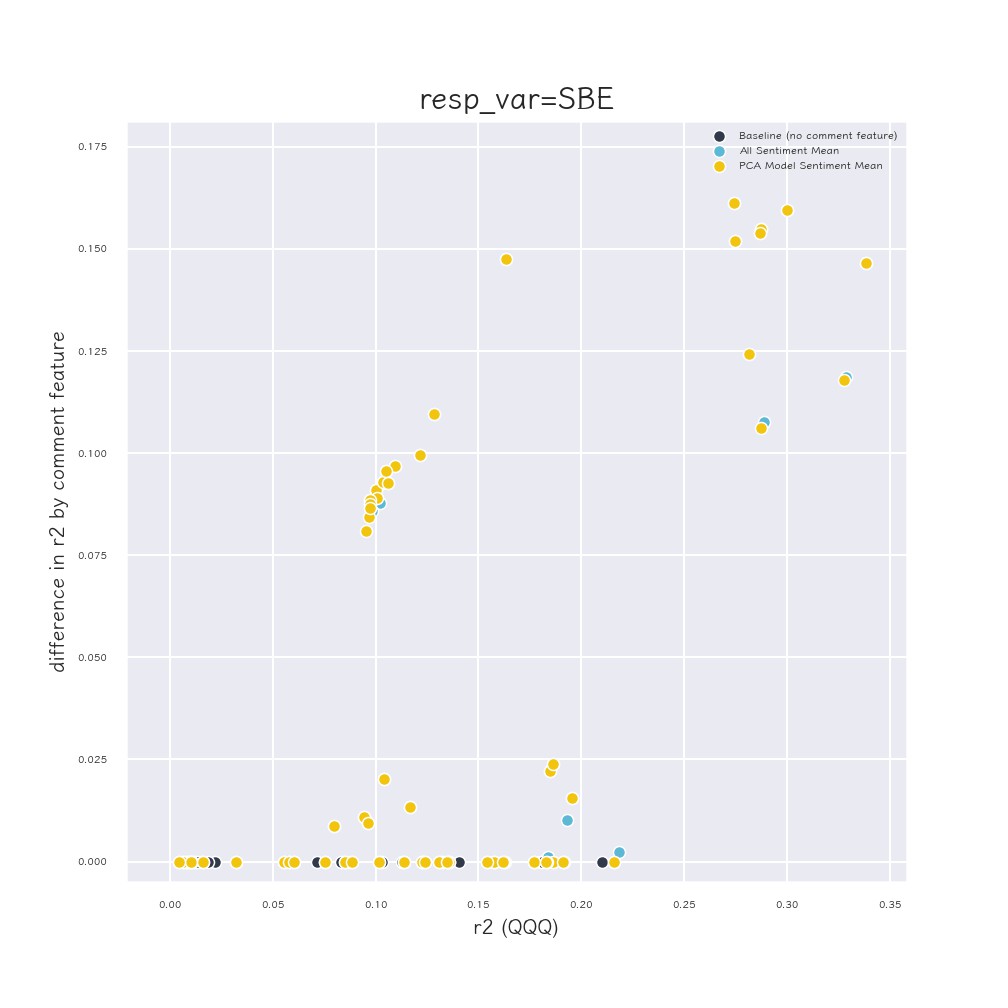 resp_var=SBE
Baseline (no comment feature)
All Sentiment Mean
PCA Model Sentiment Mean
difference in r2 by comment feature
0.175
0.150
0.125
0.100
0.075
0.050
0.025
0.000
0.00 0.05 0.10 0.15 0.20 0.25 0.30 0.35
r2 (QQQ)